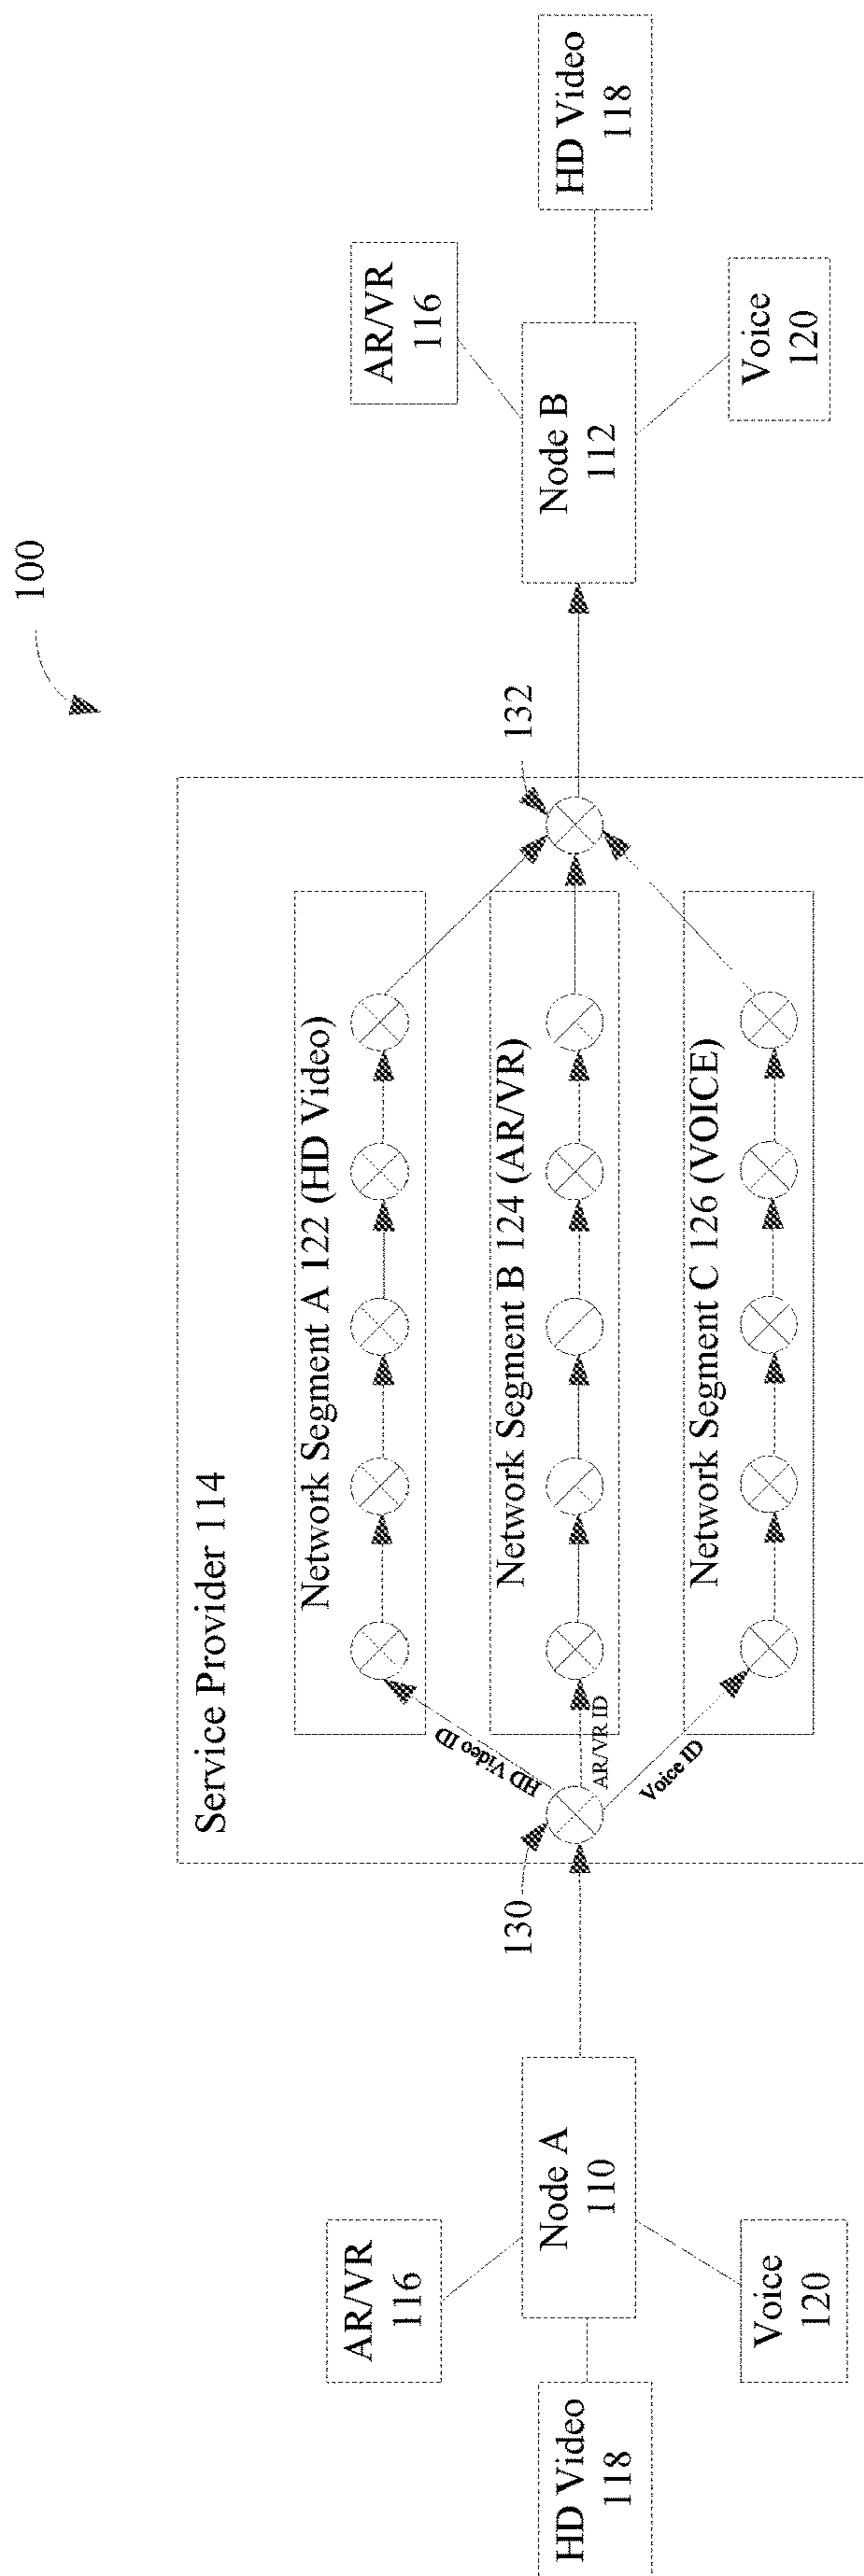 100
Service Provider 114
Network Segment A 122 (HD Video)
Network Segment B 124 (AR/VR)
Network Segment C 126 (VOICE)
HD Video ID
AR/VR ID
Voice ID
130
132
AR/VR
116
HD Video
118
Node A
110
Voice
120
AR/VR
116
Node B
112
HD Video
118
Voice
120